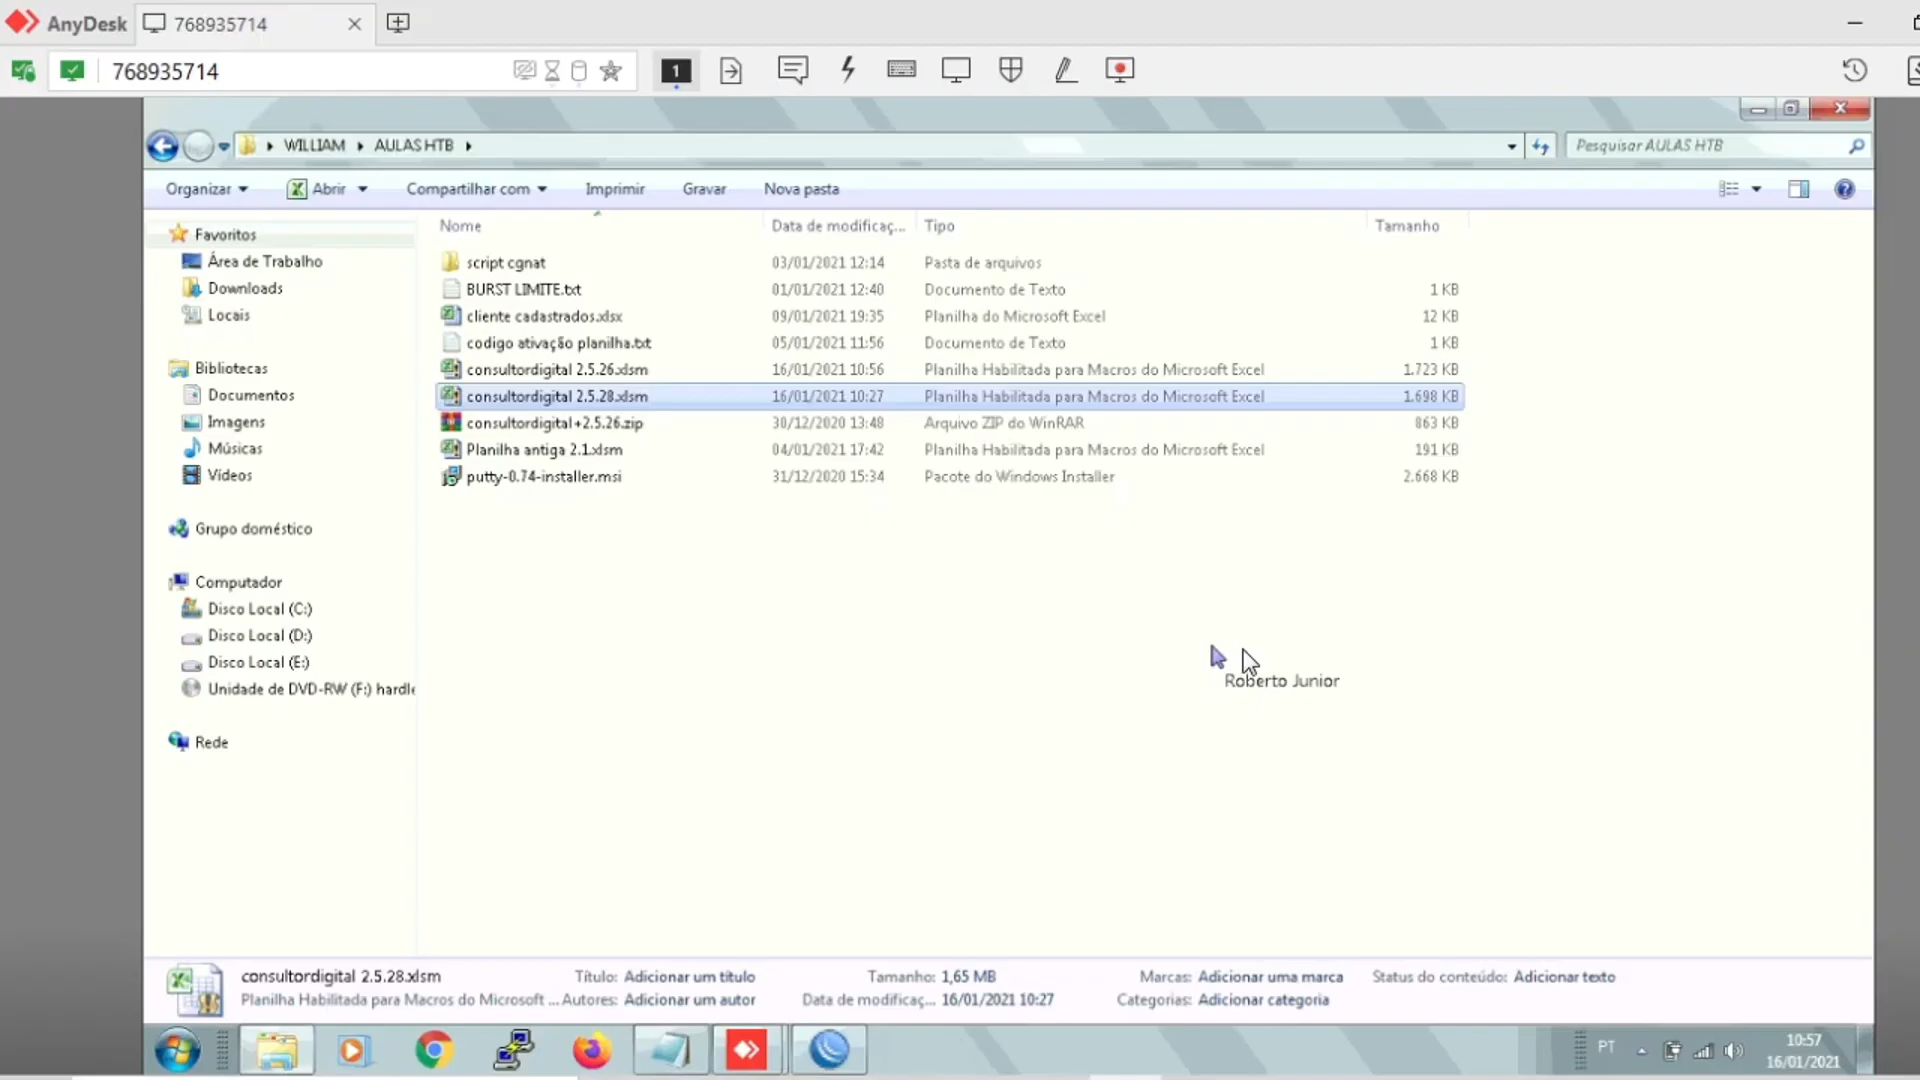 AnyDesk
768935714
768935714
1
WILLIAM
AULAS HTB
Pesquisar AULAS HTB
Organizar
Abrir
Compartilhar com
Imprimir
Gravar
Nova pasta
Favoritos
Área de Trabalho
Downloads
Locais
Bibliotecas
Documentos
Imagens
Músicas
Vídeos
Grupo doméstico
Computador
Disco Local (C:)
Disco Local (D:)
Disco Local (E:)
Unidade de DVD-RW (F:) hardle
Rede
Nome Data de modificaç... Tipo Tamanho
script cgnat 03/01/2021 12:14 Pasta de arquivos
BURST LIMITE.txt 01/01/2021 12:40 Documento de Texto 1 KB
cliente cadastrados.xlsx 09/01/2021 19:35 Planilha do Microsoft Excel 12 KB
codigo ativação planilha.txt 05/01/2021 11:56 Documento de Texto 1 KB
consultordigital 2.5.26.xlsm 16/01/2021 10:56 Planilha Habilitada para Macros do Microsoft Excel 1.723 KB
consultordigital 2.5.28.xlsm 16/01/2021 10:27 Planilha Habilitada para Macros do Microsoft Excel 1.698 KB
consultordigital+2.5.26.zip 30/12/2020 13:48 Arquivo ZIP do WinRAR 863 KB
Planilha antiga 2.1.xlsm 04/01/2021 17:42 Planilha Habilitada para Macros do Microsoft Excel 191 KB
putty-0.74-installer.msi 31/12/2020 15:34 Pacote do Windows Installer 2.668 KB
Roberto Junior
consultordigital 2.5.28.xlsm Título: Adicionar um título Tamanho: 1,65 MB Marcas: Adicionar uma marca Status do conteúdo: Adicionar texto
Planilha Habilitada para Macros do Microsoft ... Autores: Adicionar um autor Data de modificaç... 16/01/2021 10:27 Categorias: Adicionar categoria
PT
10:57
16/01/2021